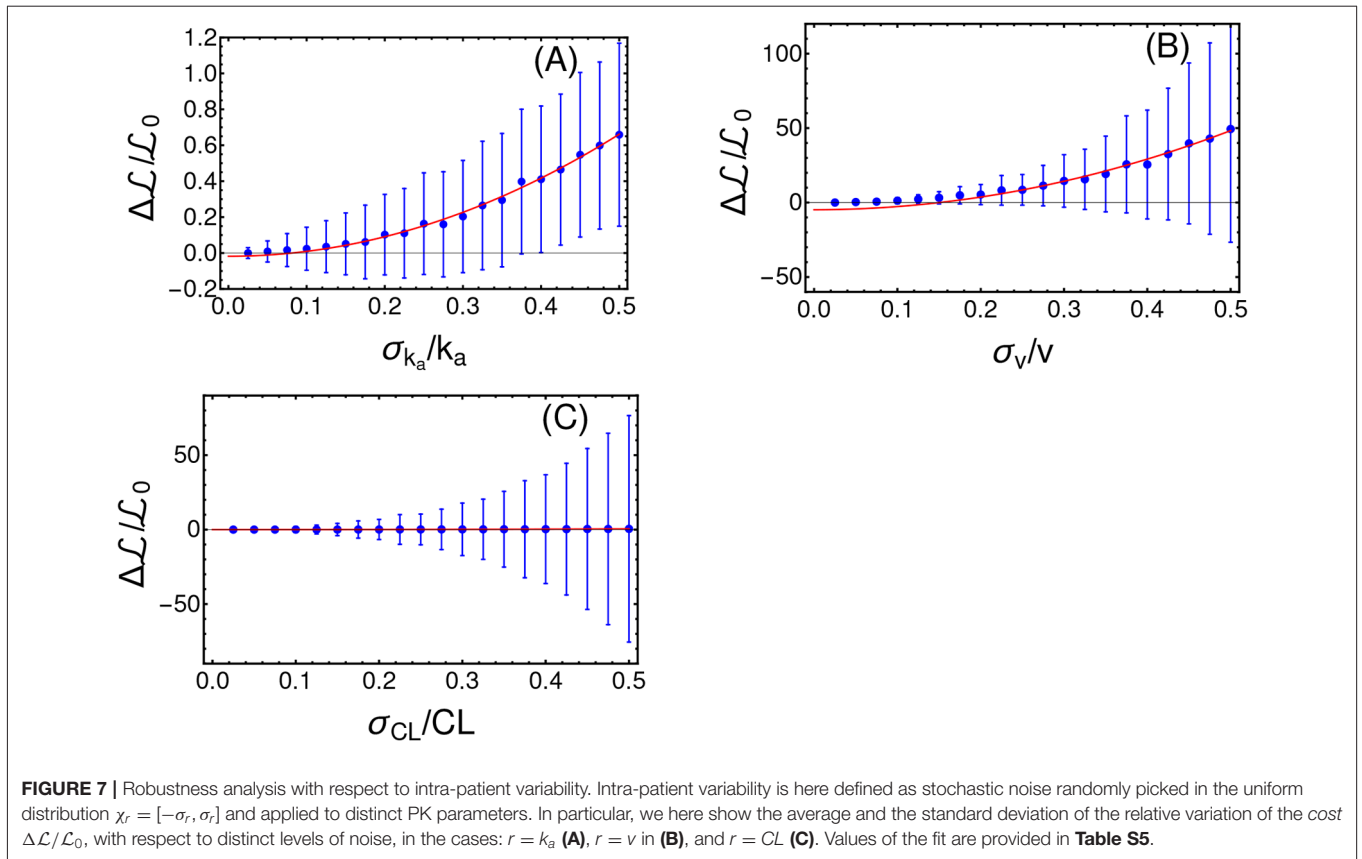 (A)
ΔL/L₀
1.2
1.0
0.8
0.6
0.4
0.2
0.0
−0.2
0.0 0.1 0.2 0.3 0.4 0.5
σₖₐ/kₐ
(B)
ΔL/L₀
100
50
0
−50
0.0 0.1 0.2 0.3 0.4 0.5
σᵥ/v
(C)
ΔL/L₀
50
0
−50
0.0 0.1 0.2 0.3 0.4 0.5
σ_CL/CL
FIGURE 7 | Robustness analysis with respect to intra-patient variability. Intra-patient variability is here defined as stochastic noise randomly picked in the uniform
distribution χᵣ = [−σᵣ, σᵣ] and applied to distinct PK parameters. In particular, we here show the average and the standard deviation of the relative variation of the cost
ΔL/L₀, with respect to distinct levels of noise, in the cases: r = kₐ (A), r = v in (B), and r = CL (C). Values of the fit are provided in Table S5.